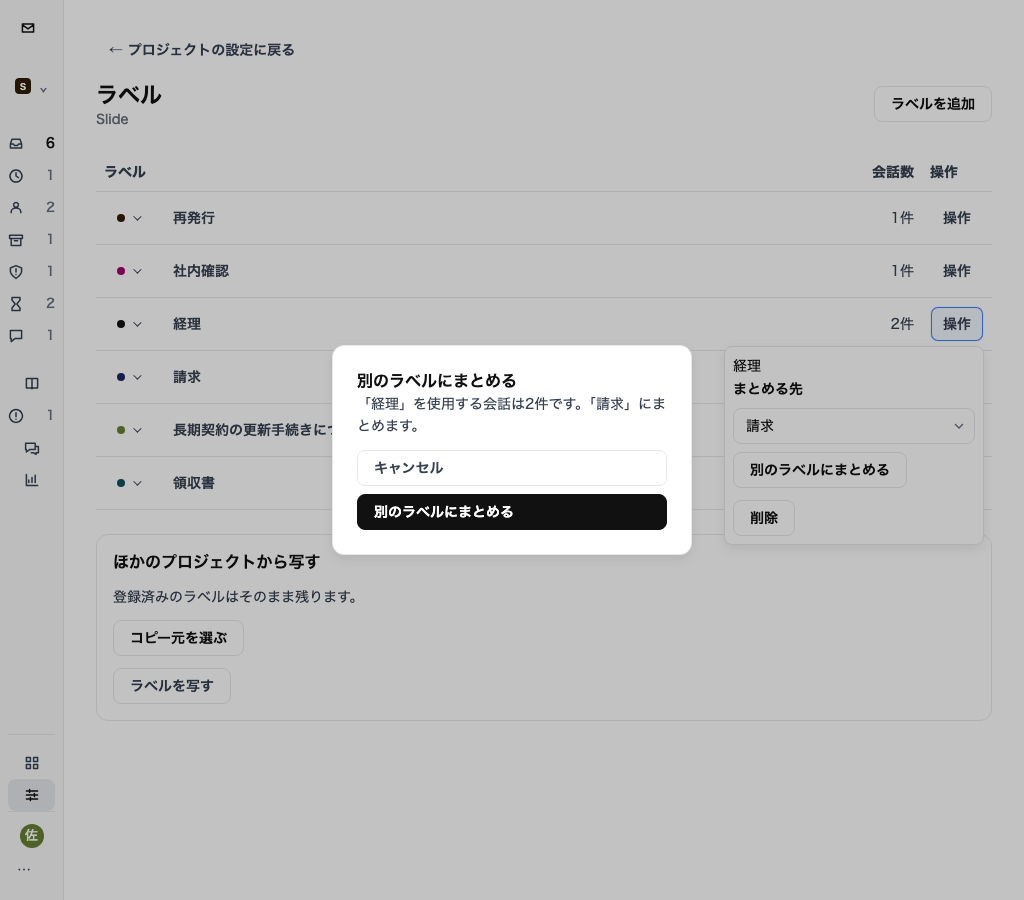 S
← プロジェクトの設定に戻る
ラベル
Slide
ラベルを追加
6
1
2
1
1
2
1
1
ラベル 会話数 操作
再発行 1件 操作
社内確認 1件 操作
経理 2件 操作
請求
長期契約の更新手続きに
領収書
経理
まとめる先
請求
別のラベルにまとめる
削除
別のラベルにまとめる
「経理」を使用する会話は2件です。「請求」にま
とめます。
キャンセル
別のラベルにまとめる
ほかのプロジェクトから写す
登録済みのラベルはそのまま残ります。
コピー元を選ぶ
ラベルを写す
佐
…